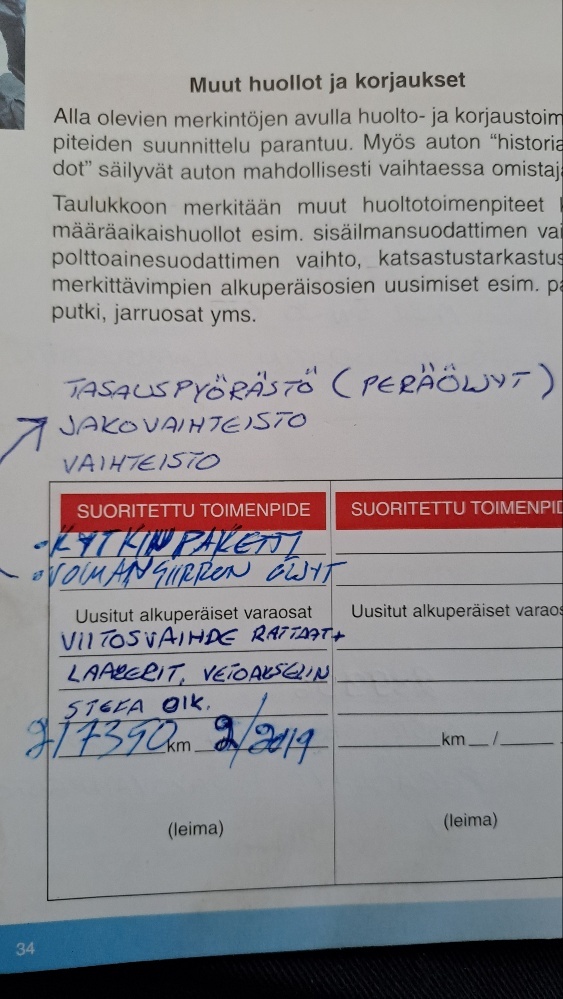 Muut huollot ja korjaukset
Alla olevien merkintöjen avulla huolto- ja korjaustoim
piteiden suunnittelu parantuu. Myös auton “historia
dot” säilyvät auton mahdollisesti vaihtaessa omistaj
Taulukkoon merkitään muut huoltotoimenpiteet
määräaikaishuollot esim. sisäilmansuodattimen vai
polttoainesuodattimen vaihto, katsastustarkastus
merkittävimpien alkuperäisosien uusimiset esim. pa
putki, jarruosat yms.
TASAUSPYÖRÄSTÖ (PERÄÖLJYT)
JAKOVAIHTEISTO
VAIHTEISTO
SUORITETTU TOIMENPIDE SUORITETTU TOIMENPID
• KYTKINPAKETTI
• VOIMANSIIRRON ÖLJYT
Uusitut alkuperäiset varaosat Uusitut alkuperäiset varaos
VIITOSVAIHDE RATTAAT+
LAAKERIT, VETOAKSELIN
STEFA OIK.
217390 km 2/2019 km / 
(leima) (leima)
34